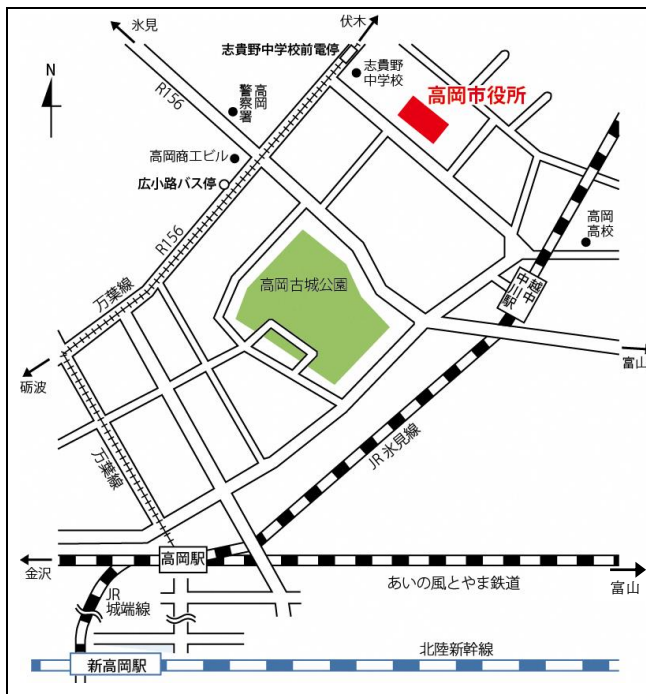 氷見
伏木
志貴野中学校前電停
志貴野
中学校
高岡市役所
N
R156
高岡
警察署
高岡商工ビル
広小路バス停
R156
高岡
高校
万葉線
高岡古城公園
越中
中川駅
富山
砺波
万葉線
JR氷見線
高岡駅
金沢
あいの風とやま鉄道
富山
JR
城端線
北陸新幹線
新高岡駅